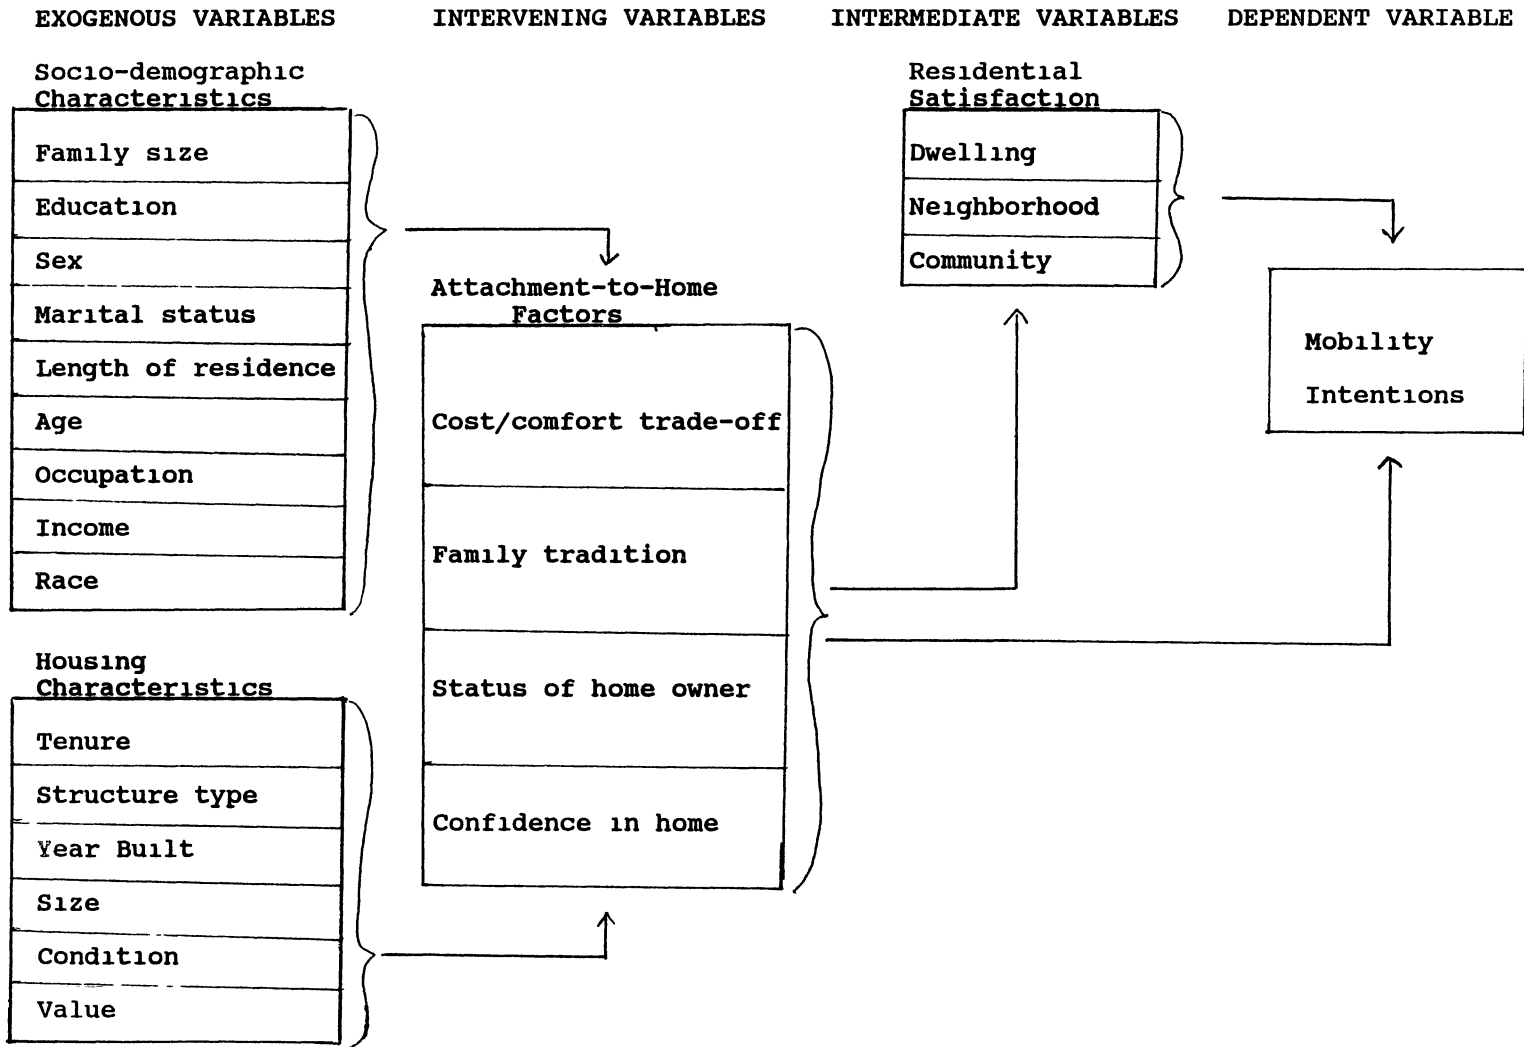 EXOGENOUS VARIABLES
INTERVENING VARIABLES
INTERMEDIATE VARIABLES
DEPENDENT VARIABLE
Socio-demographic
Characteristics
Family size
Education
Sex
Marital status
Length of residence
Age
Occupation
Income
Race
Housing
Characteristics
Tenure
Structure type
Year Built
Size
Condition
Value
Attachment-to-Home
Factors
Cost/comfort trade-off
Family tradition
Status of home owner
Confidence in home
Residential
Satisfaction
Dwelling
Neighborhood
Community
Mobility
Intentions